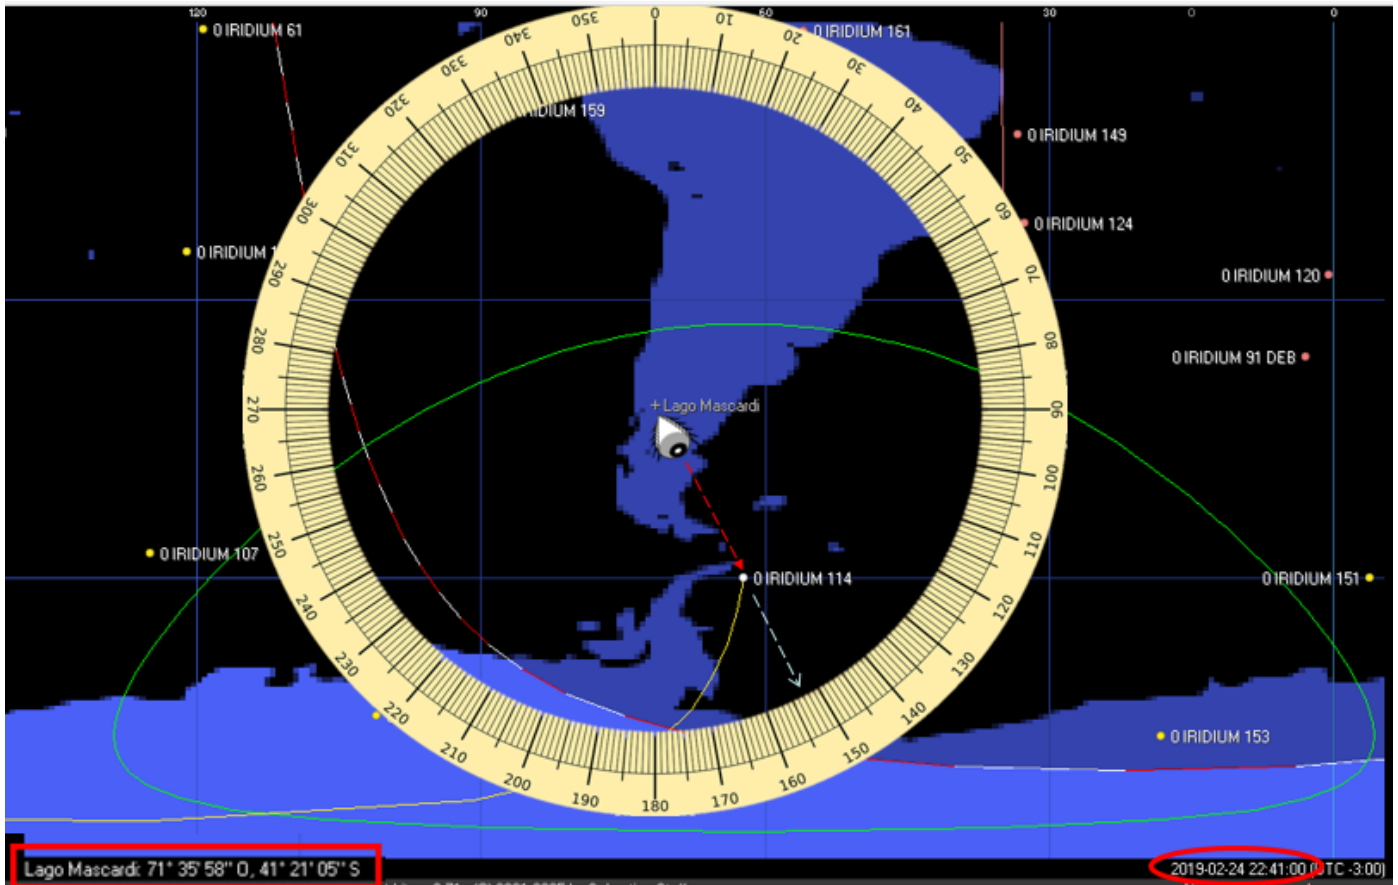 120
90
0
60
30
0
0
0 IRIDIUM 61
0 IRIDIUM 161
IRIDIUM 159
0 IRIDIUM 149
0 IRIDIUM 124
0 IRIDIUM 1
0 IRIDIUM 120
0 IRIDIUM 91 DEB
+ Lago Mascardi
0 IRIDIUM 107
0 IRIDIUM 114
0 IRIDIUM 151
0 IRIDIUM 153
10
20
30
40
50
60
70
80
90
100
110
120
130
140
150
160
170
180
190
200
210
220
230
240
250
260
270
280
290
300
310
320
330
340
350
Lago Mascardi: 71° 35' 58" O, 41° 21' 05" S
2019-02-24 22:41:00 (UTC -3:00)